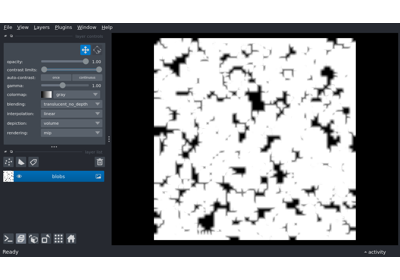 File View Layers Plugins Window Help
opacity: 1.00
contrast limits:
auto-contrast: once continuous
gamma: 1.00
colormap: gray
blending: translucent_no_depth
interpolation: linear
depiction: volume
rendering: mip
blobs
Ready
activity